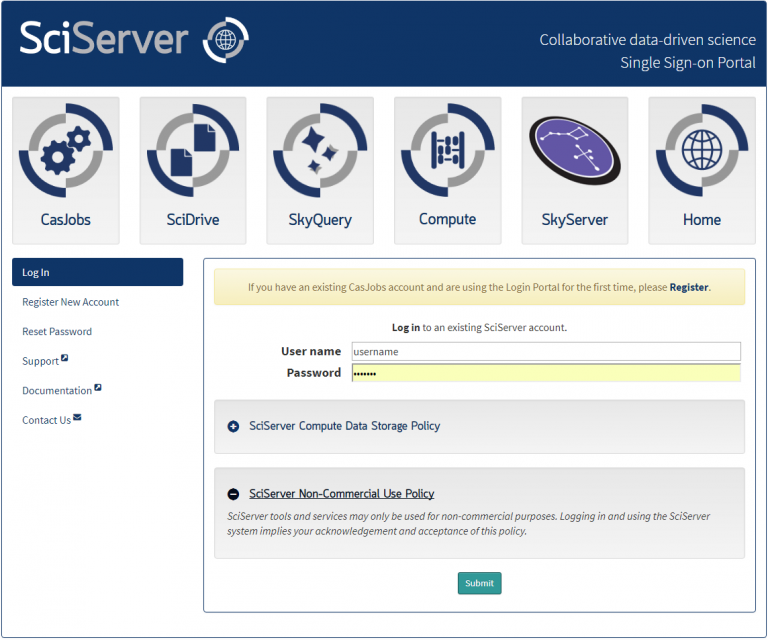 SciServer
Collaborative data-driven science
Single Sign-on Portal
CasJobs
SciDrive
SkyQuery
Compute
SkyServer
Home
Log In
Register New Account
Reset Password
Support
Documentation
Contact Us
If you have an existing CasJobs account and are using the Login Portal for the first time, please Register.
Log in to an existing SciServer account.
User name username
Password •••••••
SciServer Compute Data Storage Policy
SciServer Non-Commercial Use Policy
SciServer tools and services may only be used for non-commercial purposes. Logging in and using the SciServer
system implies your acknowledgement and acceptance of this policy.
Submit